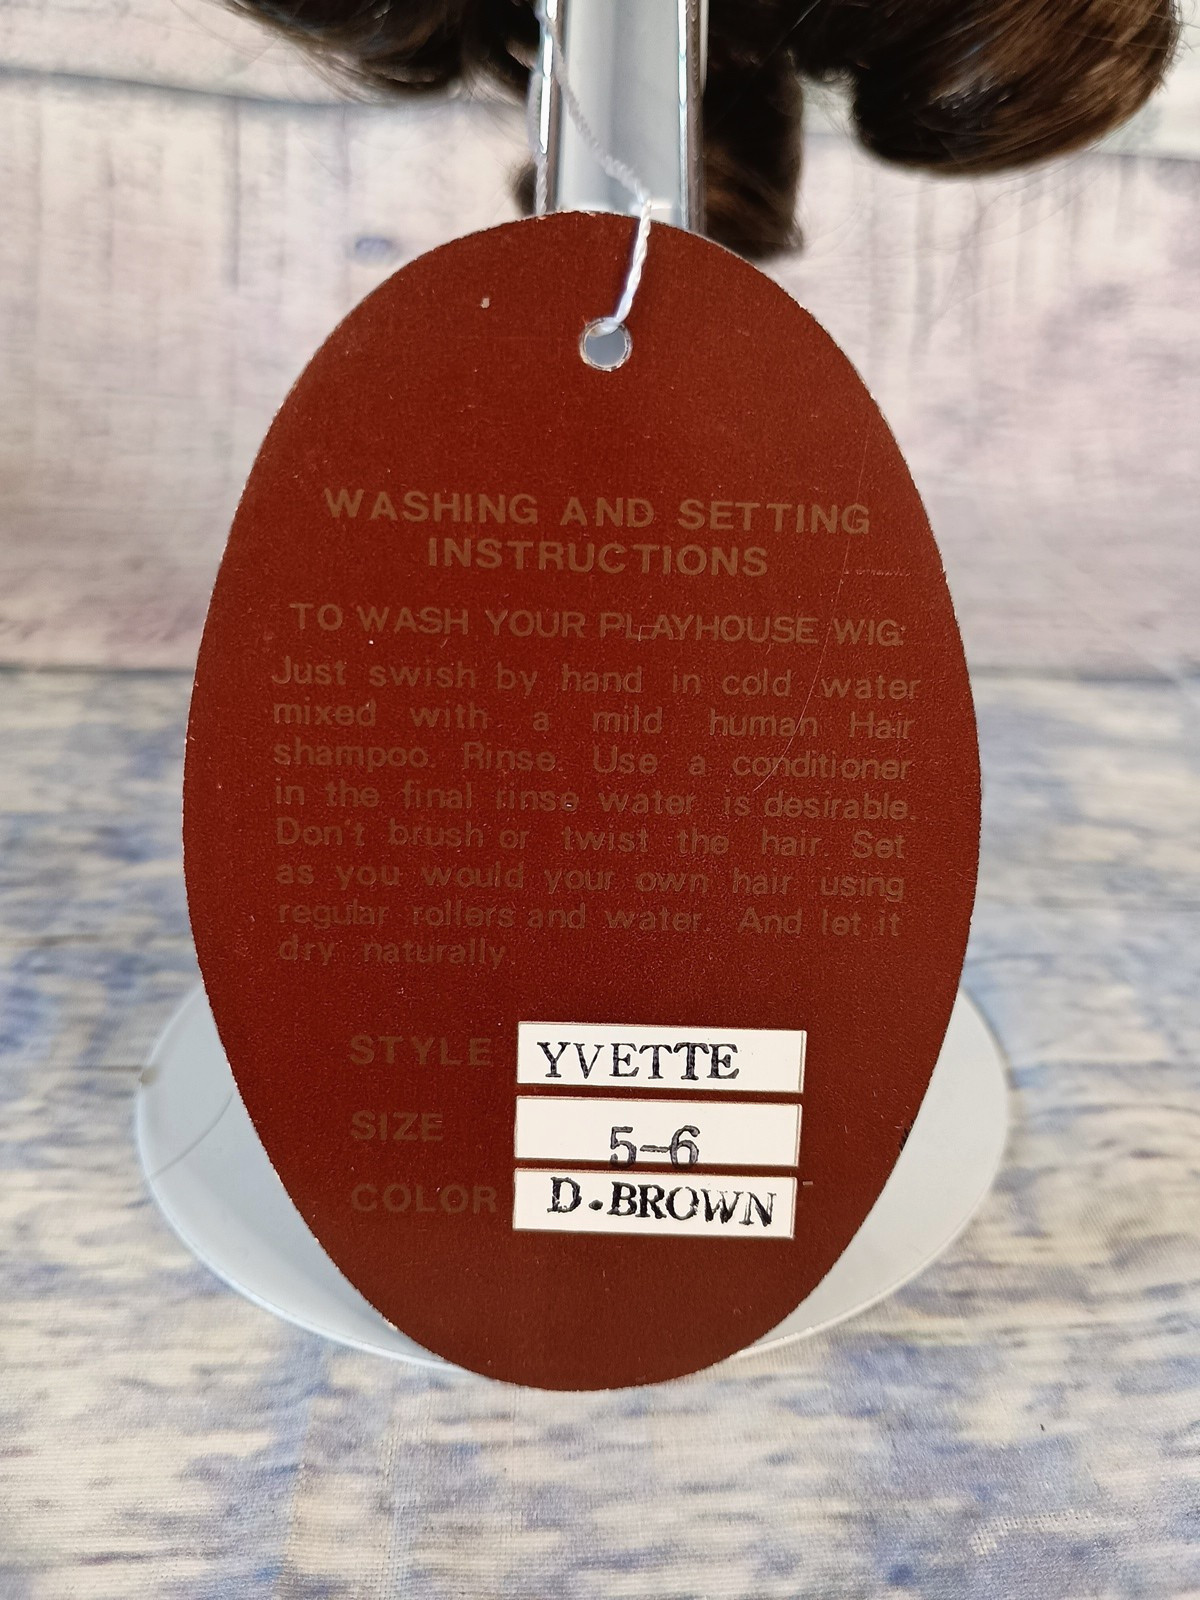 WASHING AND SETTING
INSTRUCTIONS
TO WASH YOUR PLAYHOUSE WIG:
Just swish by hand in cold water
mixed with a mild human Hair
shampoo. Rinse. Use a conditioner
in the final rinse water is desirable.
Don't brush or twist the hair Set
as you would your own hair using
regular rollers and water. And let it
dry naturally.
STYLE YVETTE
SIZE 5-6
COLOR D.BROWN